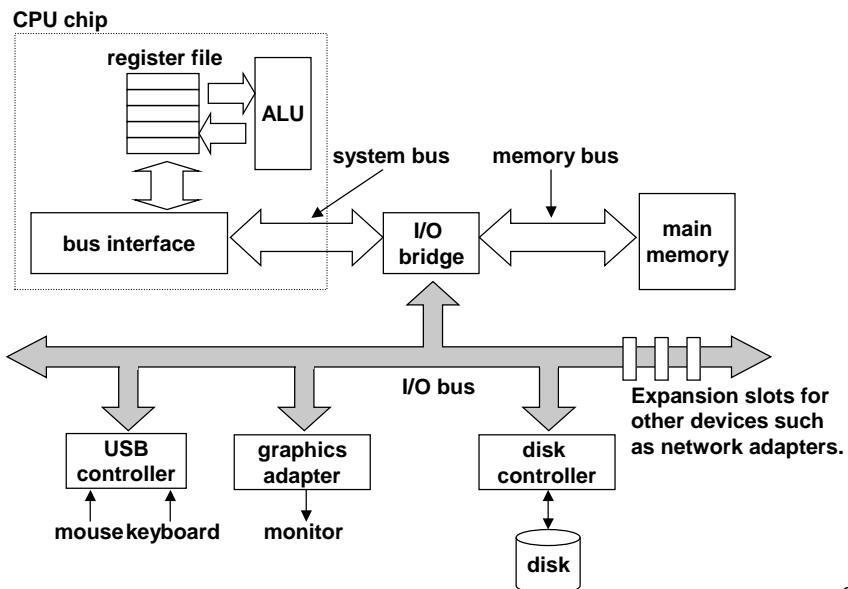 CPU chip
register file
ALU
system bus
memory bus
bus interface
I/O
bridge
main
memory
I/O bus
Expansion slots for
other devices such
as network adapters.
USB
controller
graphics
adapter
disk
controller
mouse
keyboard
monitor
disk